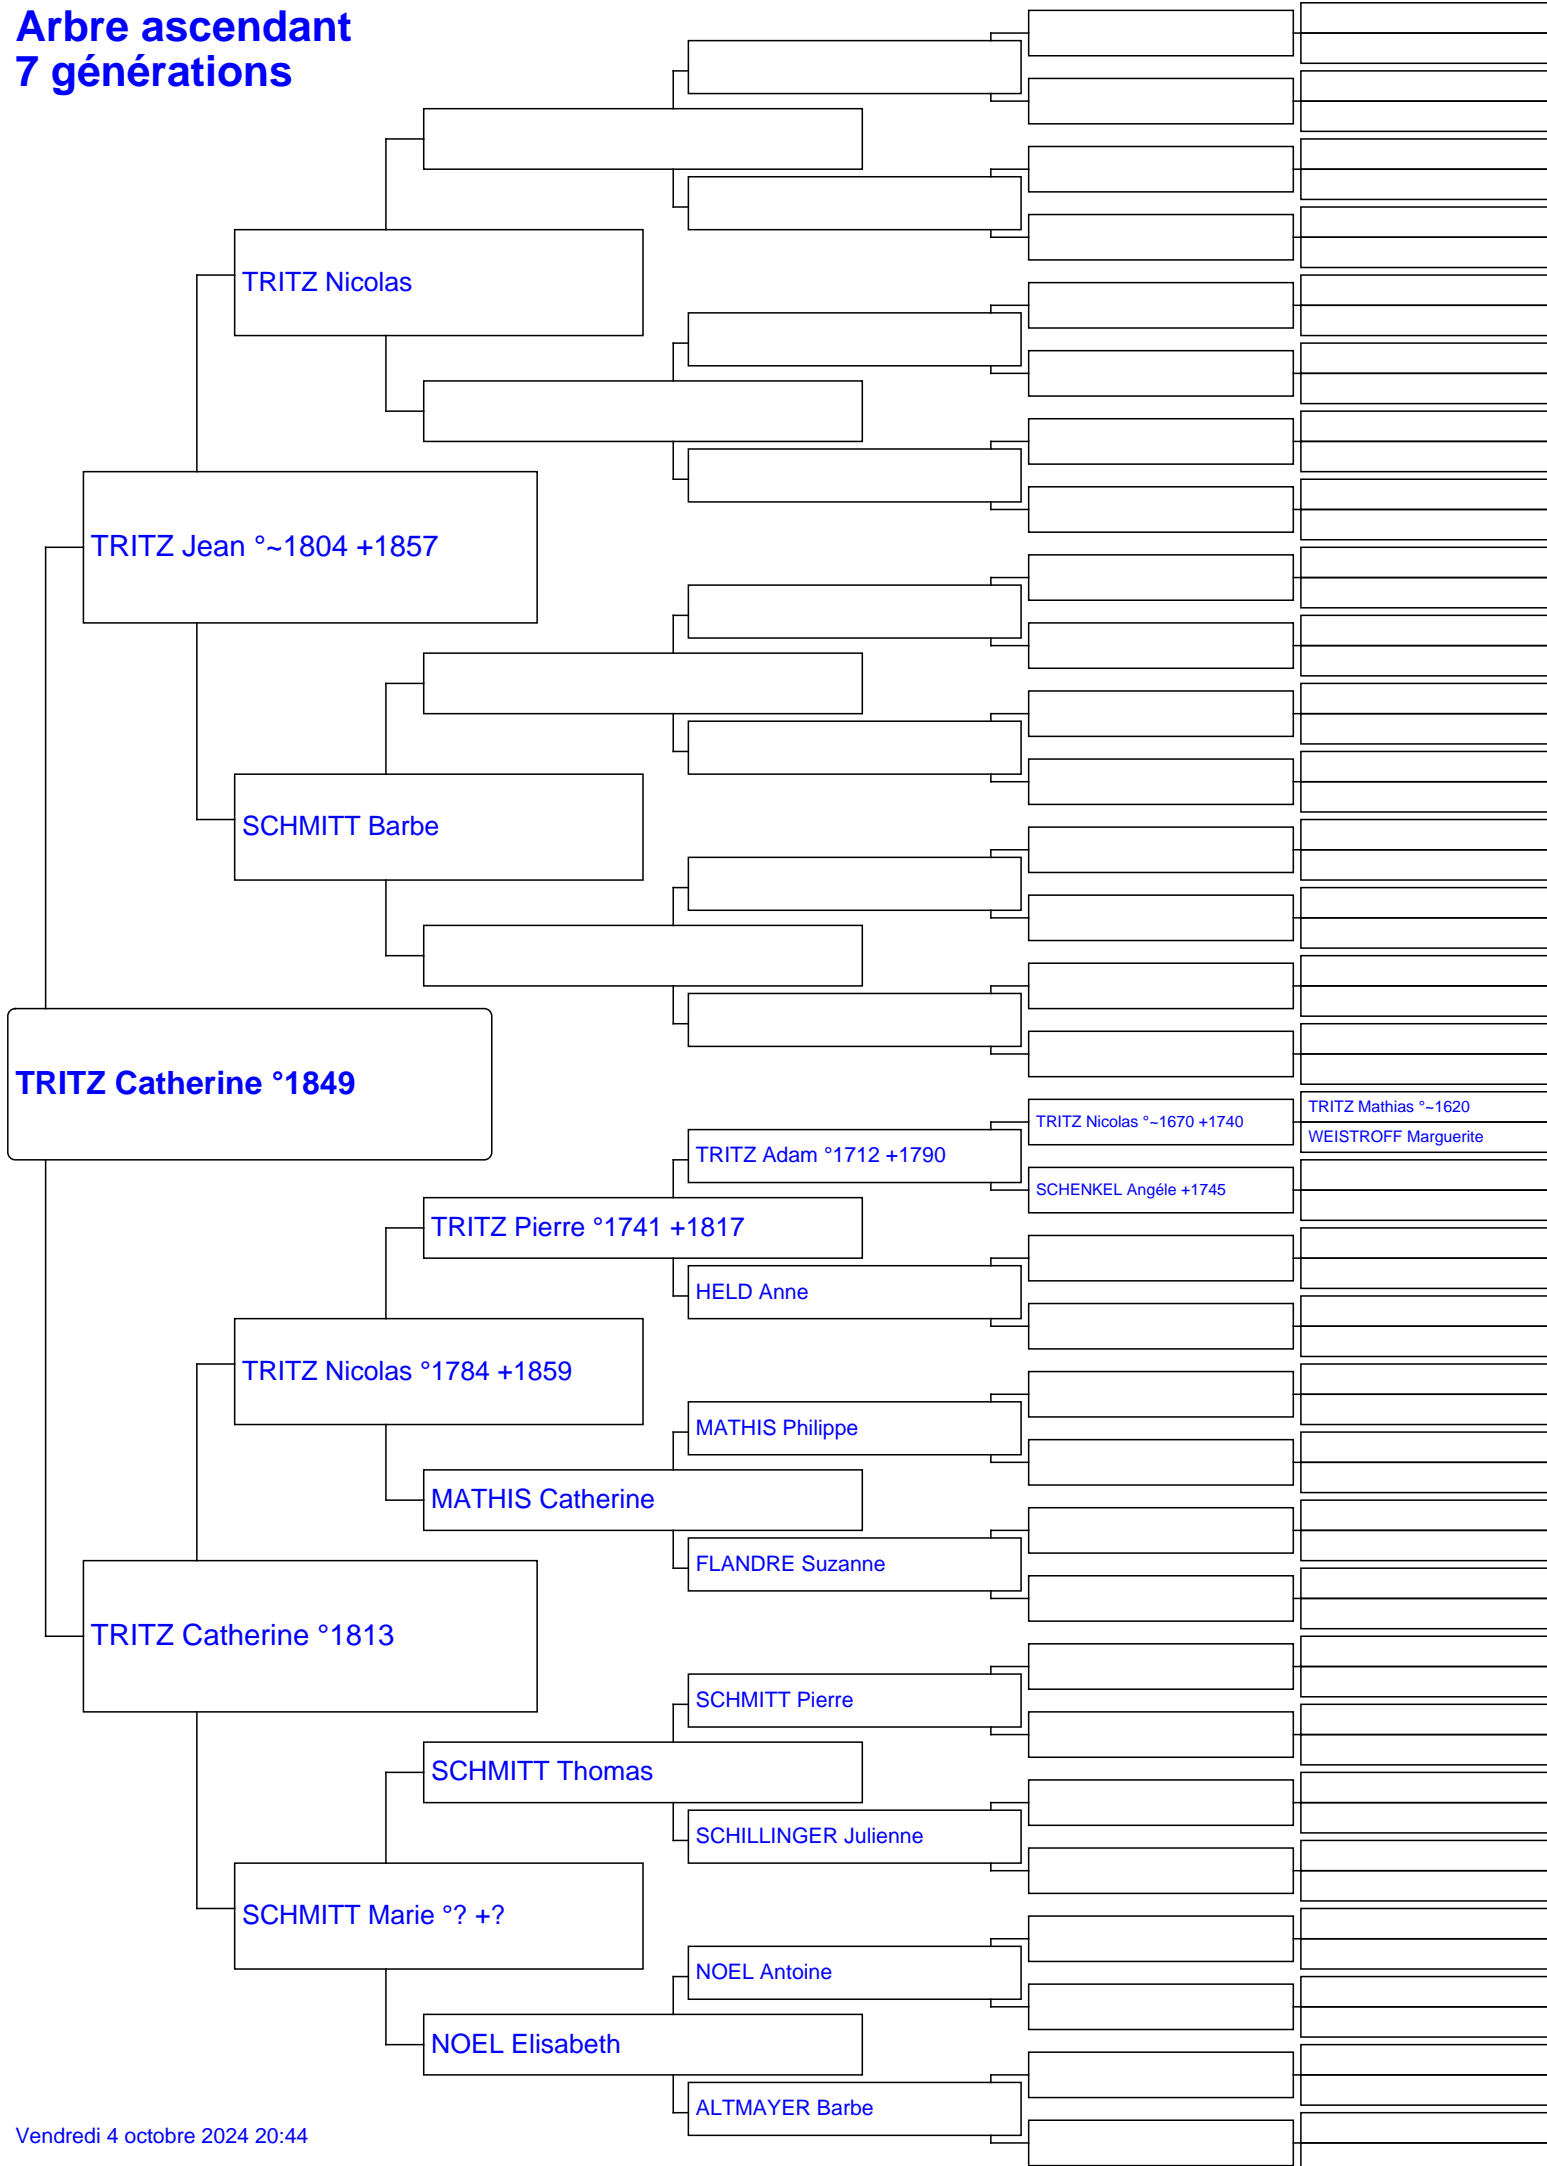 Arbre ascendant
7 générations
TRITZ Nicolas
TRITZ Jean °~1804 +1857
SCHMITT Barbe
TRITZ Catherine °1849
TRITZ Nicolas °~1670 +1740
TRITZ Mathias °~1620
WEISTROFF Marguerite
TRITZ Adam °1712 +1790
SCHENKEL Angéle +1745
TRITZ Pierre °1741 +1817
HELD Anne
TRITZ Nicolas °1784 +1859
MATHIS Philippe
MATHIS Catherine
FLANDRE Suzanne
TRITZ Catherine °1813
SCHMITT Pierre
SCHMITT Thomas
SCHILLINGER Julienne
SCHMITT Marie °? +?
NOEL Antoine
NOEL Elisabeth
ALTMAYER Barbe
Vendredi 4 octobre 2024 20:44